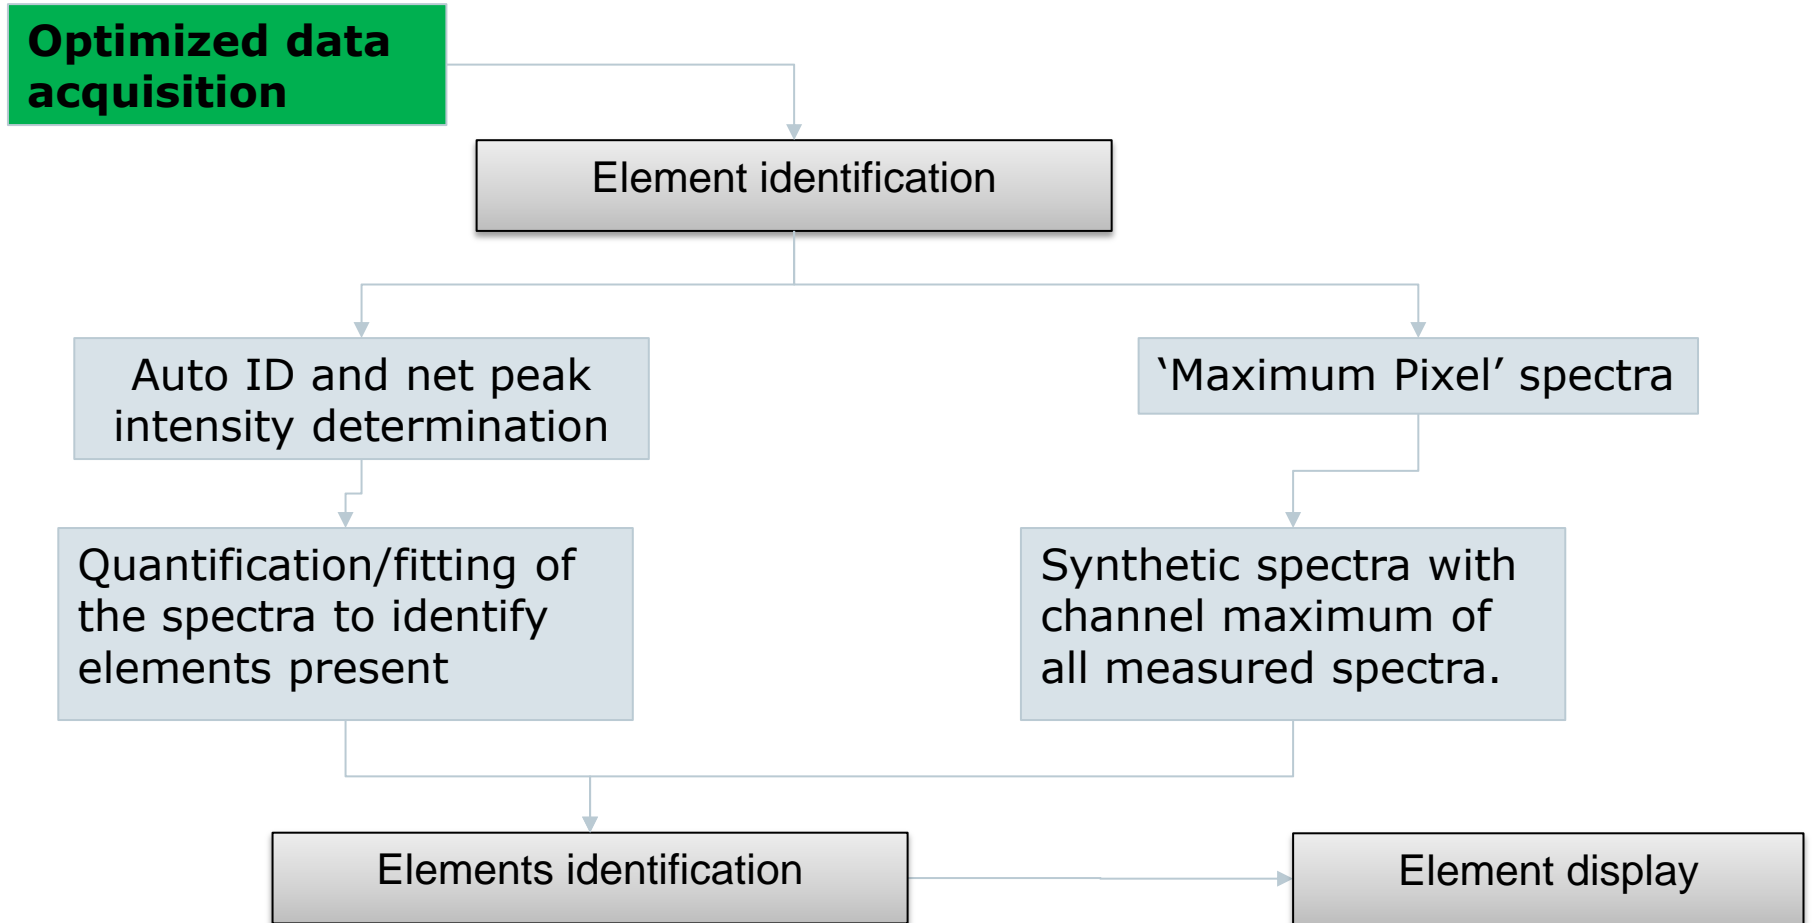 Optimized data
acquisition
Element identification
Auto ID and net peak
intensity determination
‘Maximum Pixel’ spectra
Quantification/fitting of
the spectra to identify
elements present
Synthetic spectra with
channel maximum of
all measured spectra.
Elements identification
Element display